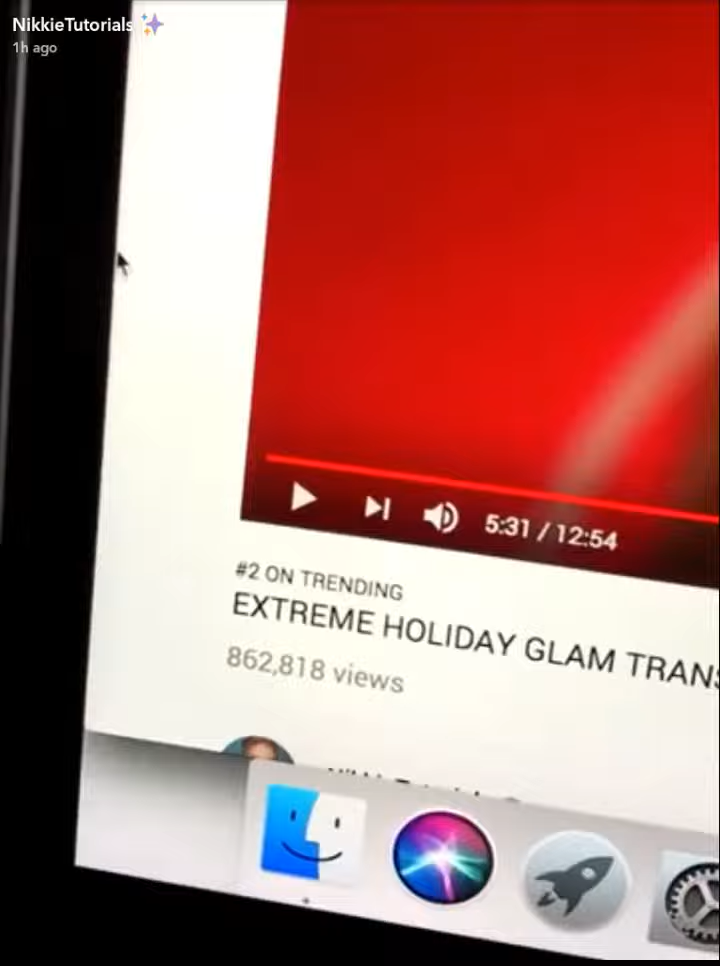 NikkieTutorials
1h ago
5:31 / 12:54
#2 ON TRENDING
EXTREME HOLIDAY GLAM TRANS
862,818 views